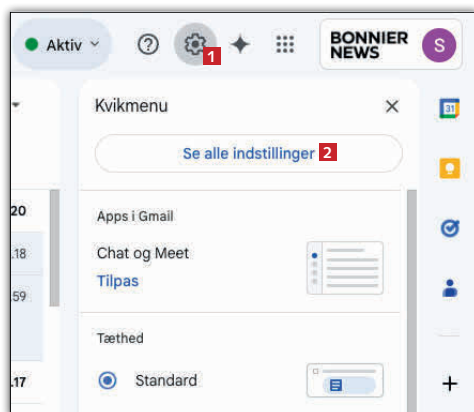 Aktiv
1
BONNIER
NEWS
S
Kvikmenu
31
Se alle indstillinger 2
20
Apps i Gmail
.18
Chat og Meet
59
Tilpas
Tæthed
.17
Standard